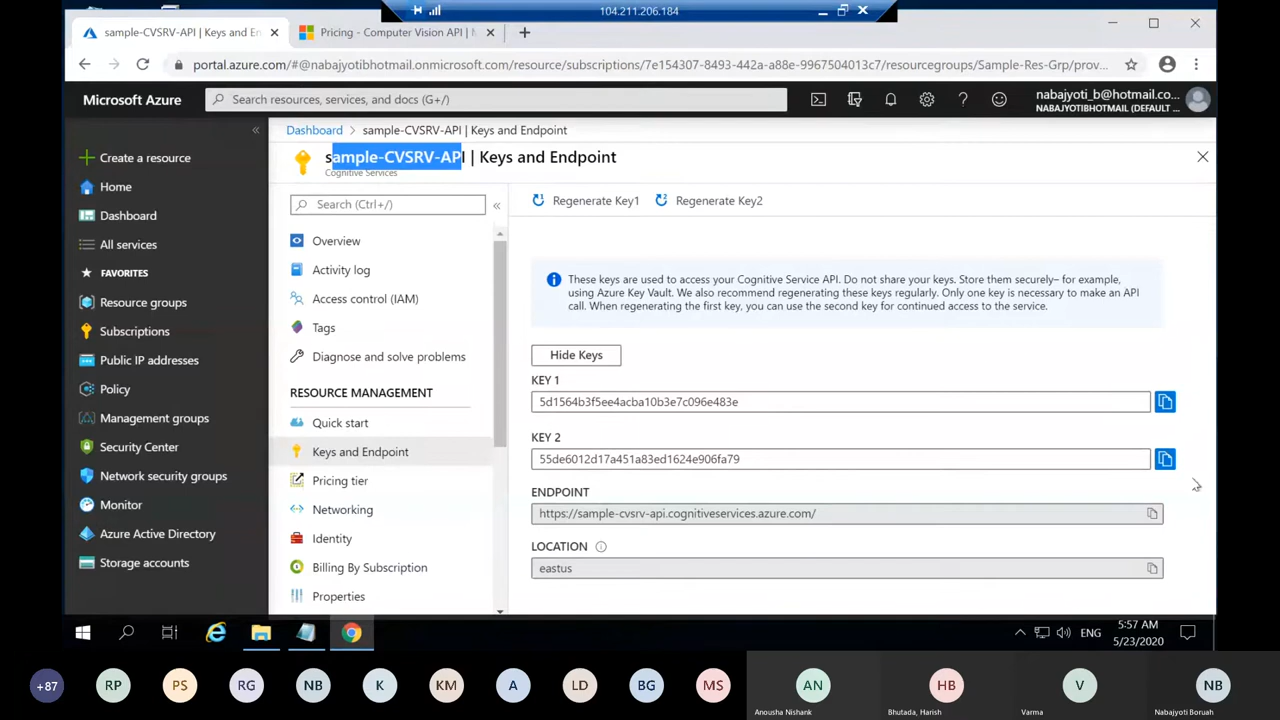 104.211.206.184
sample-CVSRV-API | Keys and En
Pricing - Computer Vision API | M
portal.azure.com/#@nabajyotibhotmail.onmicrosoft.com/resource/subscriptions/7e154307-8493-442a-a88e-9967504013c7/resourcegroups/Sample-Res-Grp/prov...
Microsoft Azure
Search resources, services, and docs (G+/)
nabajyoti_b@hotmail.co...
NABAJYOTIBHOTMAIL (DEFAULT ...
Create a resource
Home
Dashboard
All services
FAVORITES
Resource groups
Subscriptions
Public IP addresses
Policy
Management groups
Security Center
Network security groups
Monitor
Azure Active Directory
Storage accounts
Dashboard > sample-CVSRV-API | Keys and Endpoint
sample-CVSRV-API | Keys and Endpoint
Cognitive Services
Search (Ctrl+/)
Overview
Activity log
Access control (IAM)
Tags
Diagnose and solve problems
RESOURCE MANAGEMENT
Quick start
Keys and Endpoint
Pricing tier
Networking
Identity
Billing By Subscription
Properties
Regenerate Key1
Regenerate Key2
These keys are used to access your Cognitive Service API. Do not share your keys. Store them securely– for example,
using Azure Key Vault. We also recommend regenerating these keys regularly. Only one key is necessary to make an API
call. When regenerating the first key, you can use the second key for continued access to the service.
Hide Keys
KEY 1
5d1564b3f5ee4acba10b3e7c096e483e
KEY 2
55de6012d17a451a83ed1624e906fa79
ENDPOINT
https://sample-cvsrv-api.cognitiveservices.azure.com/
LOCATION
eastus
ENG
5:57 AM
5/23/2020
+87
RP
PS
RG
NB
K
KM
A
LD
BG
MS
AN
Anousha Nishank
HB
Bhutada, Harish
V
Varma
NB
Nabajyoti Boruah